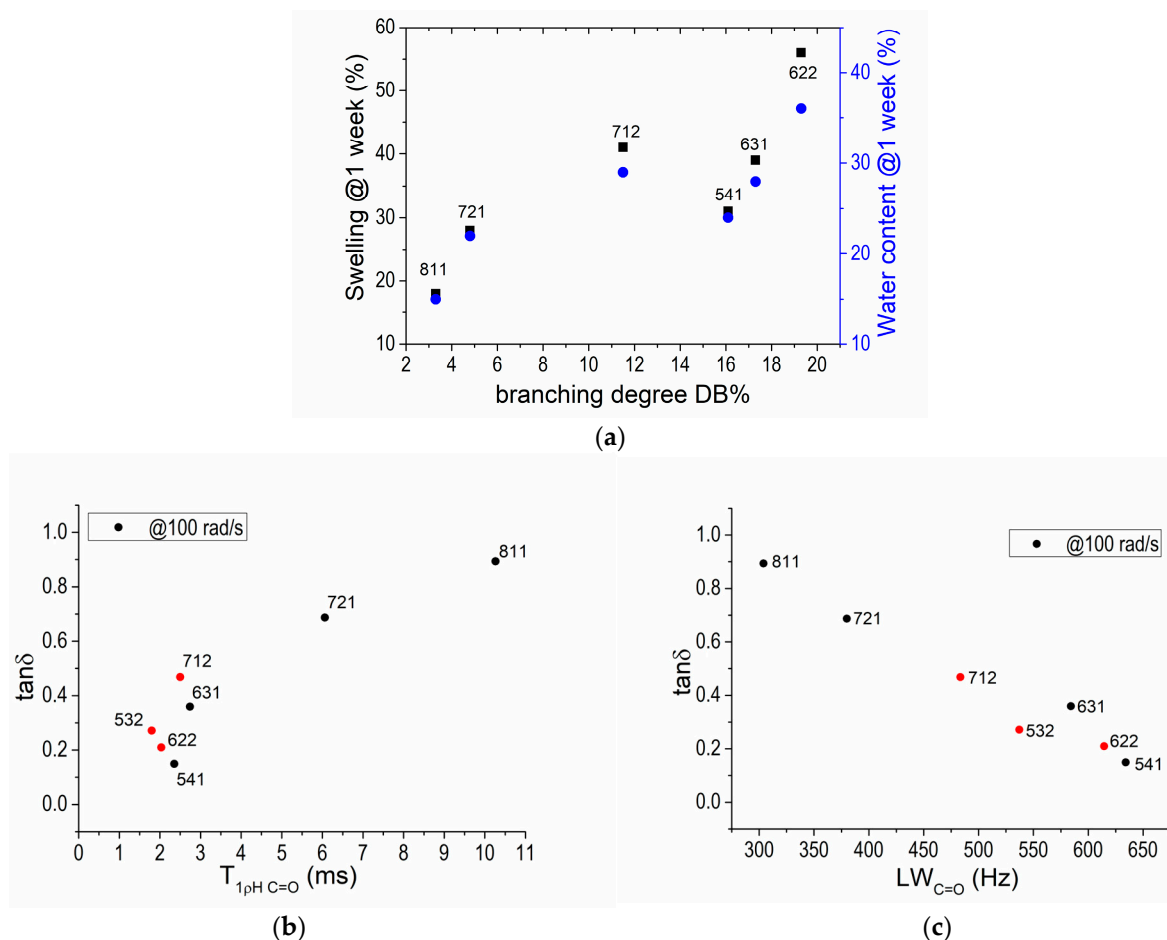 60
50
40
30
20
10
Swelling @1 week (%)
40
30
20
10
Water content @1 week (%)
622
712
631
541
721
811
2 4 6 8 10 12 14 16 18 20
branching degree DB%
(a)
@100 rad/s
1.0
0.8
0.6
0.4
0.2
0.0
tanδ
811
721
712
631
532
622
541
0 1 2 3 4 5 6 7 8 9 10 11
T1ρH C=O (ms)
(b)
@100 rad/s
1.0
0.8
0.6
0.4
0.2
0.0
tanδ
811
721
712
631
532
622
541
300 350 400 450 500 550 600 650
LWC=O (Hz)
(c)